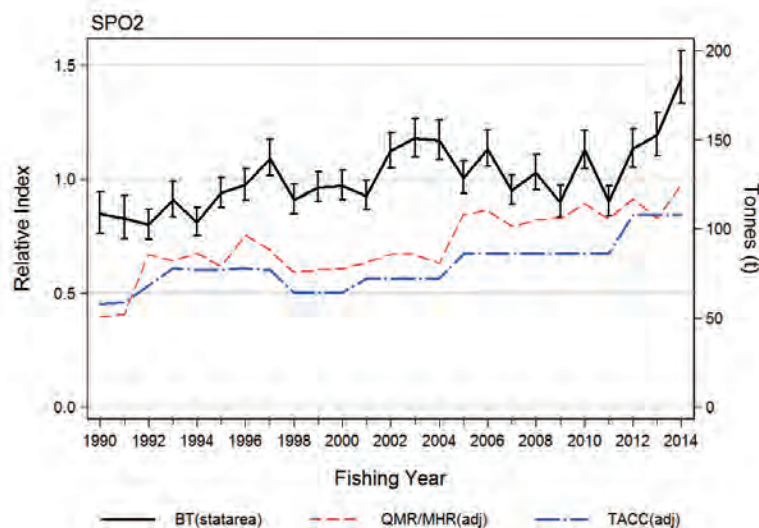 SPO2
Relative Index
1.5
1.0
0.5
0.0
Tonnes (t)
200
150
100
50
0
1990 1992 1994 1996 1998 2000 2002 2004 2006 2008 2010 2012 2014
Fishing Year
BT(statarea) QMR/MHR(adj) TACC(adj)